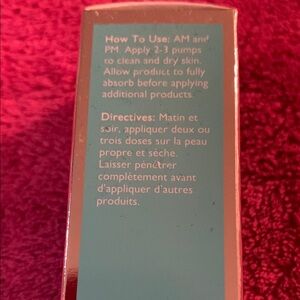 How To Use: AM and
PM. Apply 2-3 pumps
to clean and dry skin.
Allow product to fully
absorb before applying
additional products.
Directives: Matin et
soir, appliquer deux ou
trois doses sur la peau
propre et sèche.
Laisser pénétrer
complètement avant
d'appliquer d'autres
produits.